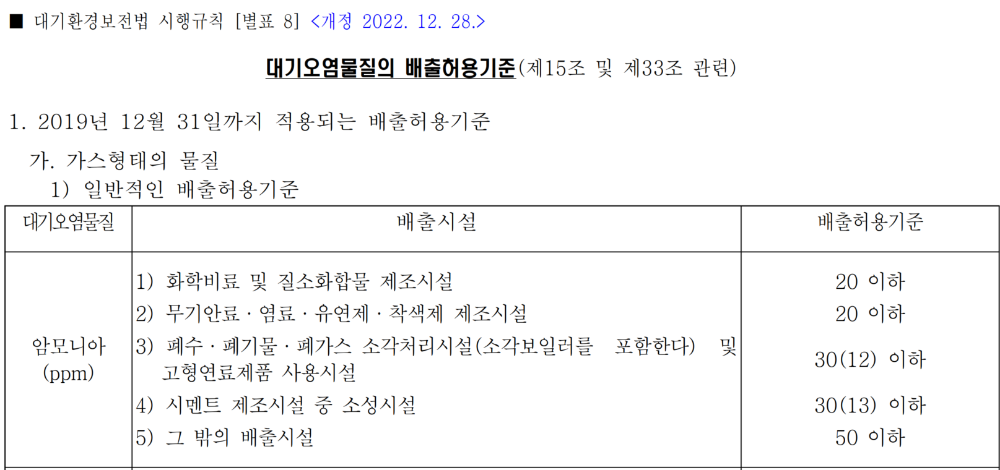 ■ 대기환경보전법 시행규칙 [별표 8] <개정 2022. 12. 28.>
대기오염물질의 배출허용기준(제15조 및 제33조 관련)
1. 2019년 12월 31일까지 적용되는 배출허용기준
가. 가스형태의 물질
1) 일반적인 배출허용기준
대기오염물질 배출시설 배출허용기준
암모니아
(ppm)
1) 화학비료 및 질소화합물 제조시설 20 이하
2) 무기안료·염료·유연제·착색제 제조시설 20 이하
3) 폐수·폐기물·폐가스 소각처리시설(소각보일러를 포함한다) 및
고형연료제품 사용시설 30(12) 이하
4) 시멘트 제조시설 중 소성시설 30(13) 이하
5) 그 밖의 배출시설 50 이하